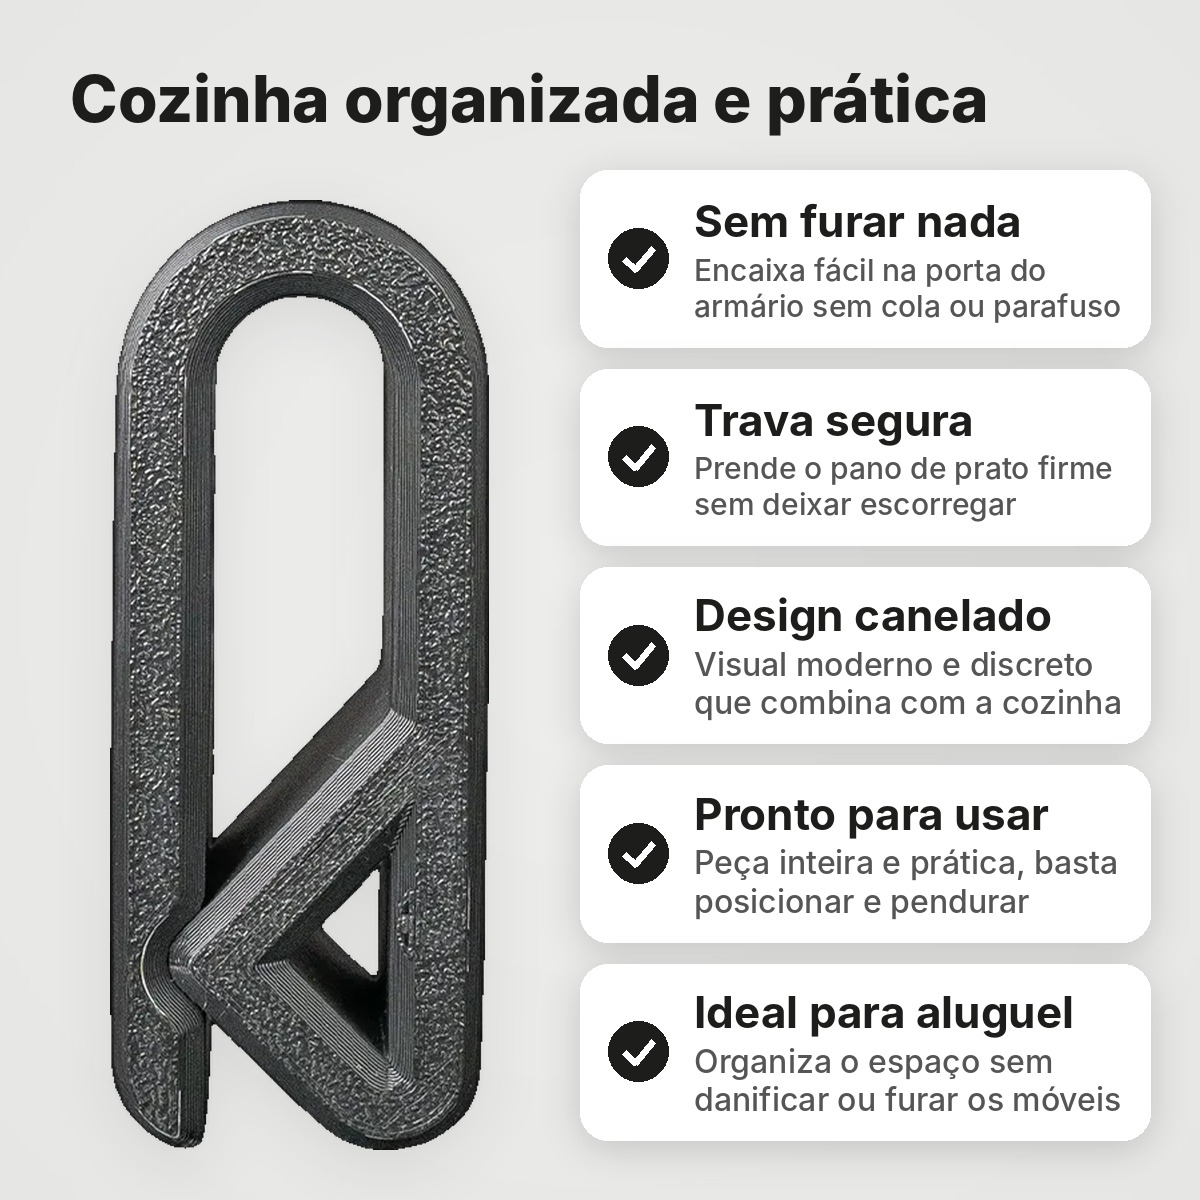 Cozinha organizada e prática
Sem furar nada
Encaixa fácil na porta do
armário sem cola ou parafuso
Trava segura
Prende o pano de prato firme
sem deixar escorregar
Design canelado
Visual moderno e discreto
que combina com a cozinha
Pronto para usar
Peça inteira e prática, basta
posicionar e pendurar
Ideal para aluguel
Organiza o espaço sem
danificar ou furar os móveis